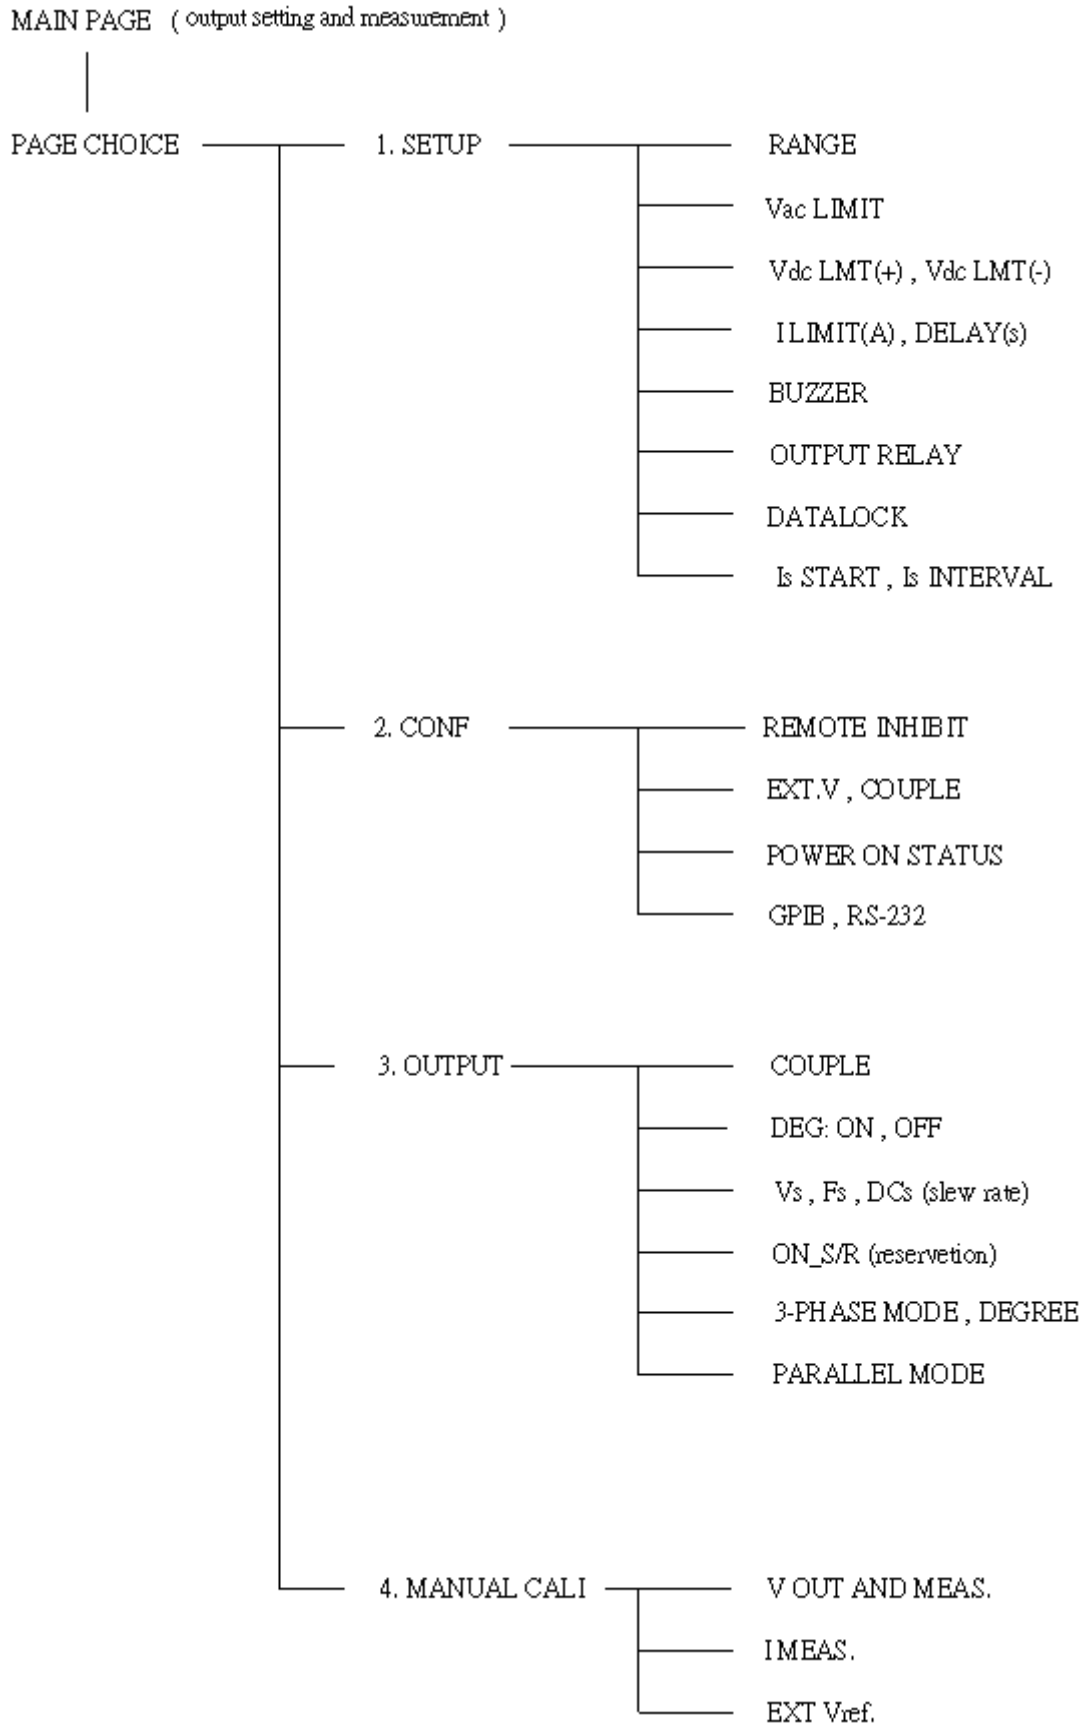 MAIN PAGE ( output setting and measurement )
PAGE CHOICE
1. SETUP
RANGE
Vac LIMIT
Vdc LMT(+) , Vdc LMT(-)
I LIMIT(A) , DELAY(s)
BUZZER
OUTPUT RELAY
DATALOCK
Is START , Is INTERVAL
2. CONF
REMOTE INHIBIT
EXT.V , COUPLE
POWER ON STATUS
GPIB , RS-232
3. OUTPUT
COUPLE
DEG: ON , OFF
Vs , Fs , DCs (slew rate)
ON_S/R (reservetion)
3-PHASE MODE , DEGREE
PARALLEL MODE
4. MANUAL CALI
V OUT AND MEAS.
I MEAS.
EXT Vref.